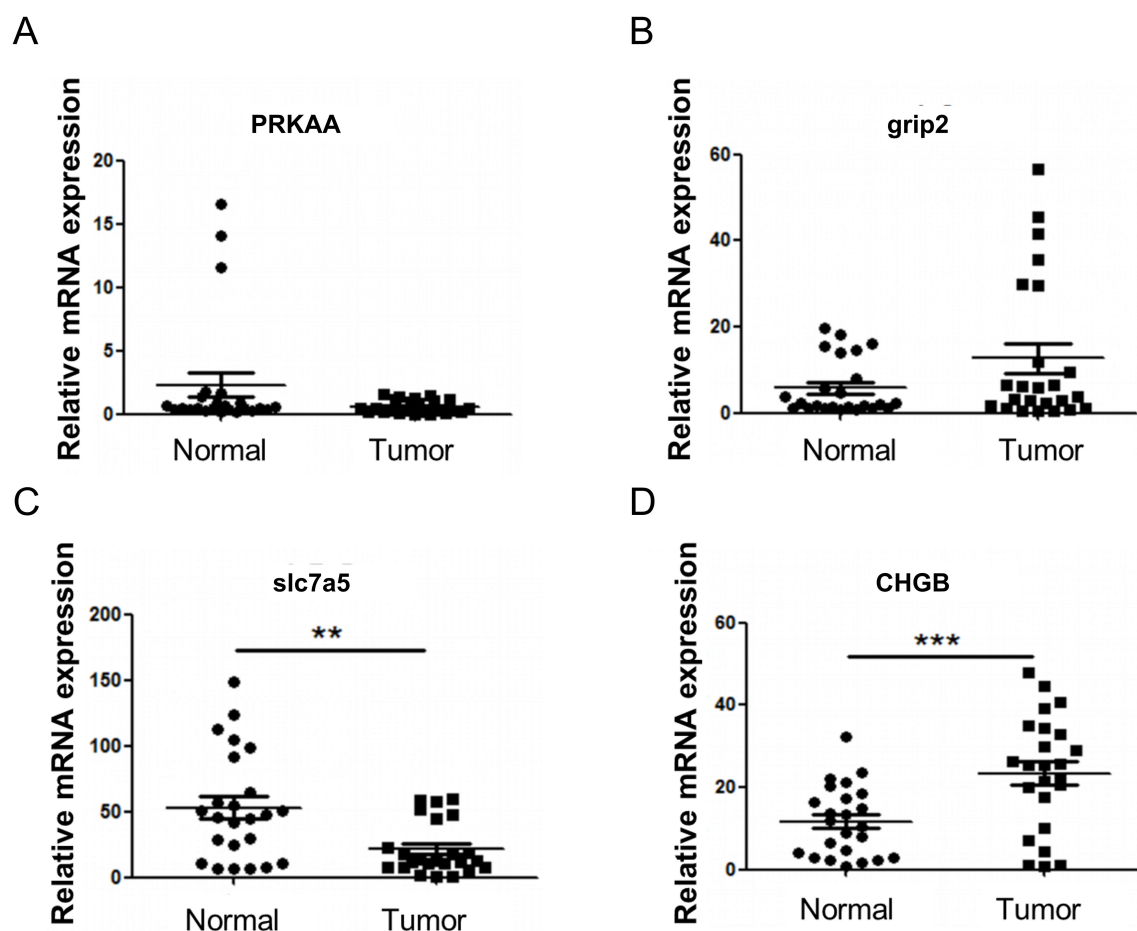 A
Relative mRNA expression
PRKAA
20
15
10
5
0
Normal Tumor
B
Relative mRNA expression
grip2
60
40
20
0
Normal Tumor
C
Relative mRNA expression
slc7a5
200
150
100
50
0
**
Normal Tumor
D
Relative mRNA expression
CHGB
60
40
20
0
***
Normal Tumor